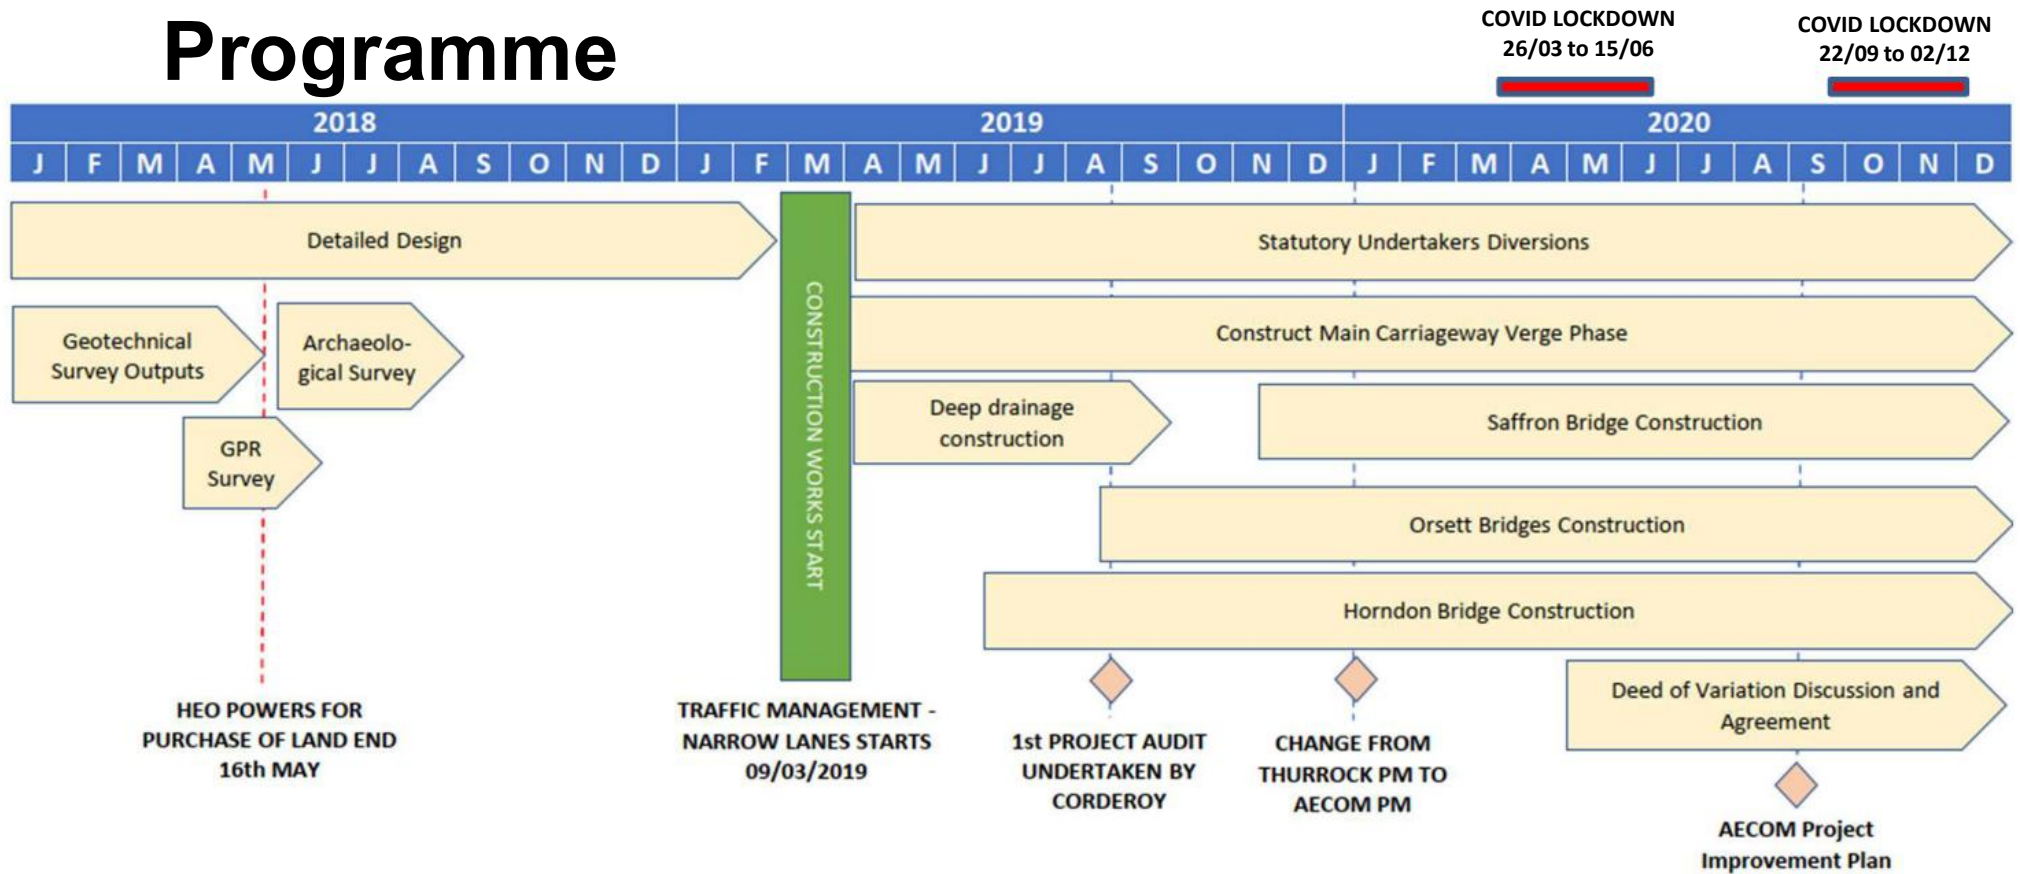 Programme
COVID LOCKDOWN
26/03 to 15/06
COVID LOCKDOWN
22/09 to 02/12
2018 2019 2020
J F M A M J J A S O N D J F M A M J J A S O N D J F M A M J J A S O N D
Detailed Design
Statutory Undertakers Diversions
Geotechnical
Survey Outputs
Archaeolo-
gical Survey
GPR
Survey
CONSTRUCTION WORKS START
Construct Main Carriageway Verge Phase
Deep drainage
construction
Saffron Bridge Construction
Orsett Bridges Construction
Horndon Bridge Construction
Deed of Variation Discussion and
Agreement
HEO POWERS FOR
PURCHASE OF LAND END
16th MAY
TRAFFIC MANAGEMENT -
NARROW LANES STARTS
09/03/2019
1st PROJECT AUDIT
UNDERTAKEN BY
CORDEROY
CHANGE FROM
THURROCK PM TO
AECOM PM
AECOM Project
Improvement Plan